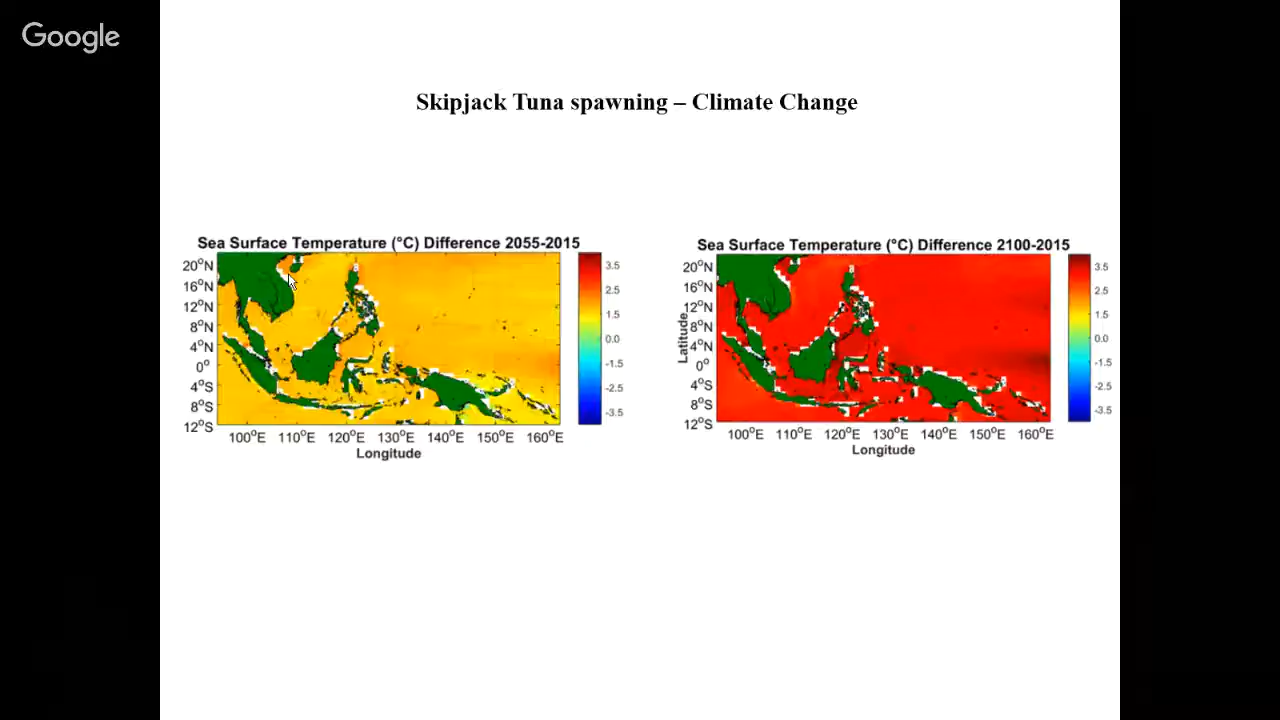 Google
Skipjack Tuna spawning – Climate Change
Sea Surface Temperature (°C) Difference 2055-2015
20°N
16°N
12°N
8°N
4°N
0°
4°S
8°S
12°S
100°E 110°E 120°E 130°E 140°E 150°E 160°E
Longitude
3.5
2.5
1.5
0.0
-1.5
-2.5
-3.5
Sea Surface Temperature (°C) Difference 2100-2015
Latitude
20°N
16°N
12°N
8°N
4°N
0°
4°S
8°S
12°S
100°E 110°E 120°E 130°E 140°E 150°E 160°E
Longitude
3.5
2.5
1.5
0.0
-1.5
-2.5
-3.5